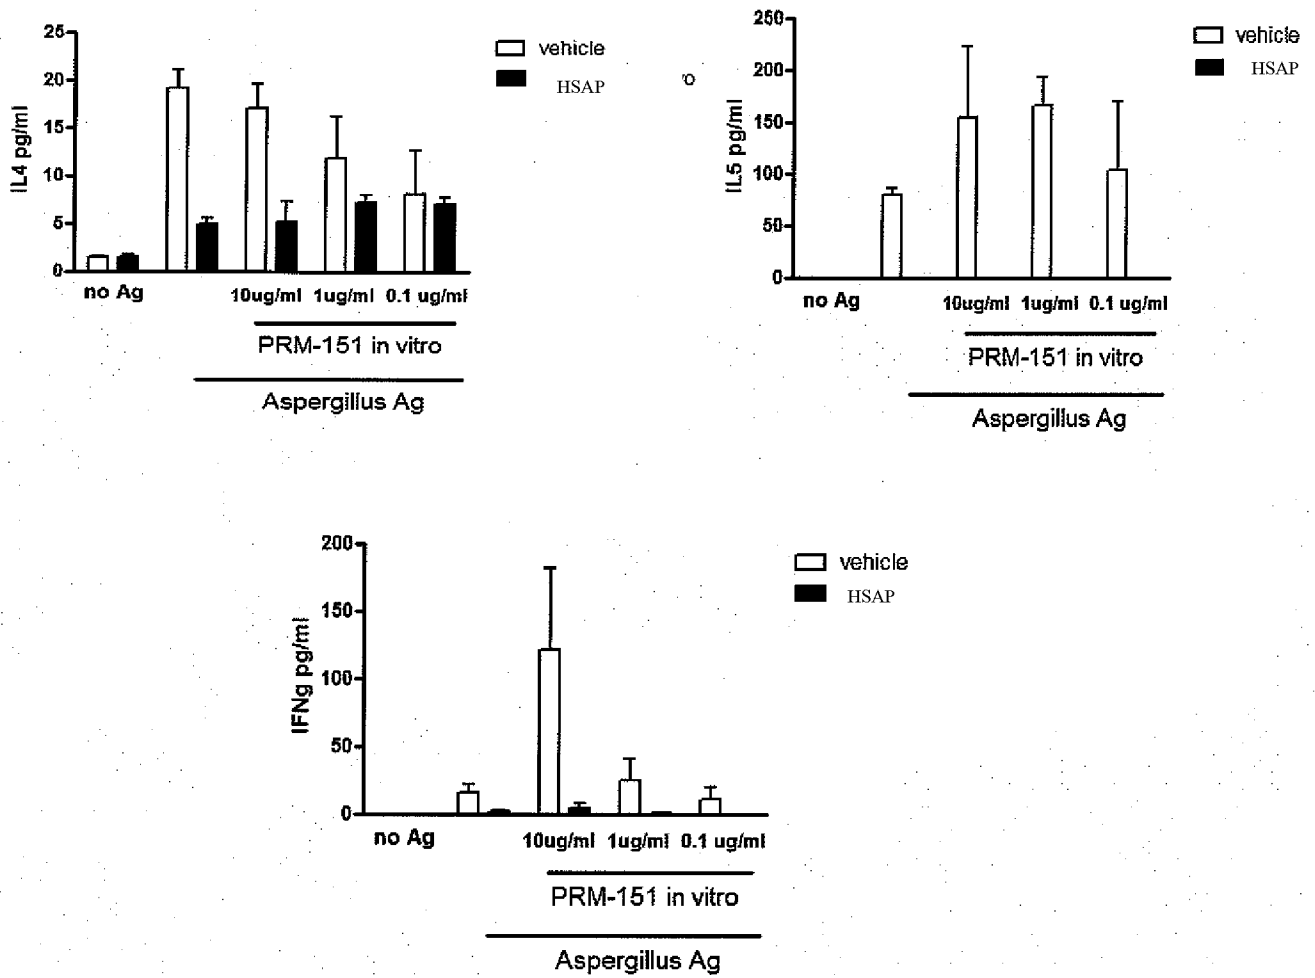 25
20
15
10
5
0
IL4 pg/ml
vehicle
HSAP
no Ag
10ug/ml 1ug/ml 0.1 ug/ml
PRM-151 in vitro
Aspergillus Ag
250
200
150
100
50
0
IL5 pg/ml
vehicle
HSAP
no Ag
10ug/ml 1ug/ml 0.1 ug/ml
PRM-151 in vitro
Aspergillus Ag
200
150
100
50
0
IFNg pg/ml
vehicle
HSAP
no Ag
10ug/ml 1ug/ml 0.1 ug/ml
PRM-151 in vitro
Aspergillus Ag